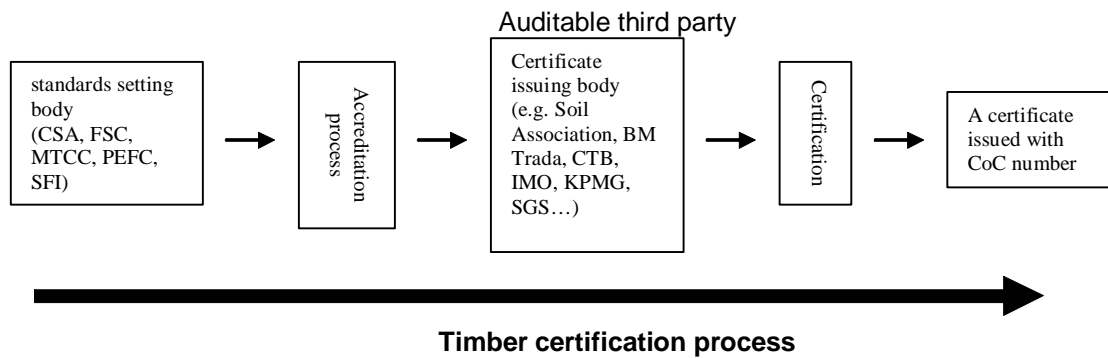 Auditable third party
standards setting
body
(CSA, FSC,
MTCC, PEFC,
SFI)
Accreditation
process
Certificate
issuing body
(e.g. Soil
Association, BM
Trada, CTB,
IMO, KPMG,
SGS…)
Certification
A certificate
issued with
CoC number
Timber certification process